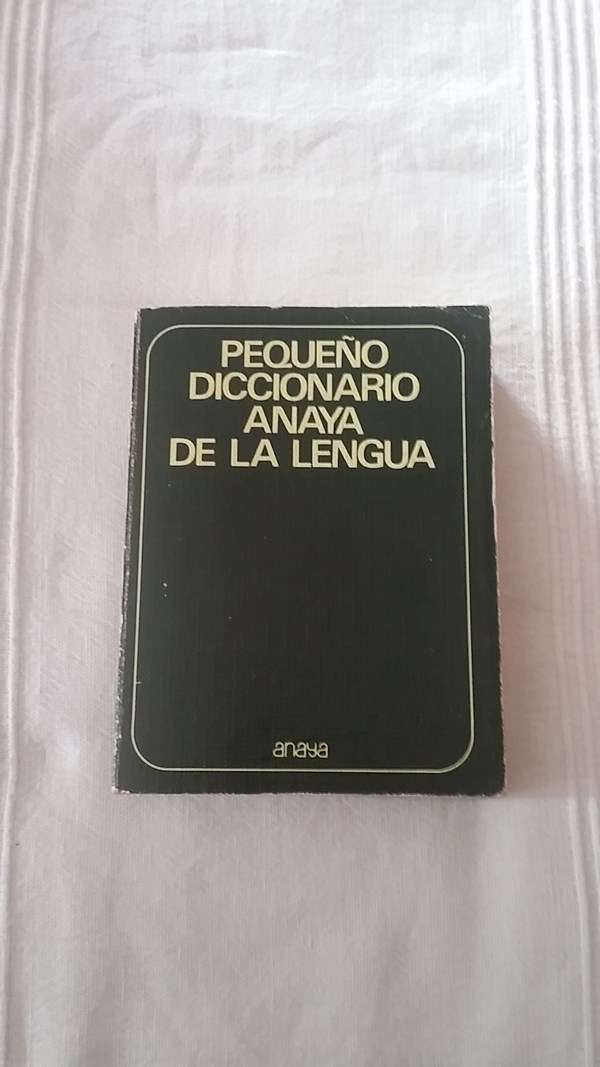 PEQUEÑO
DICCIONARIO
ANAYA
DE LA LENGUA
anaya